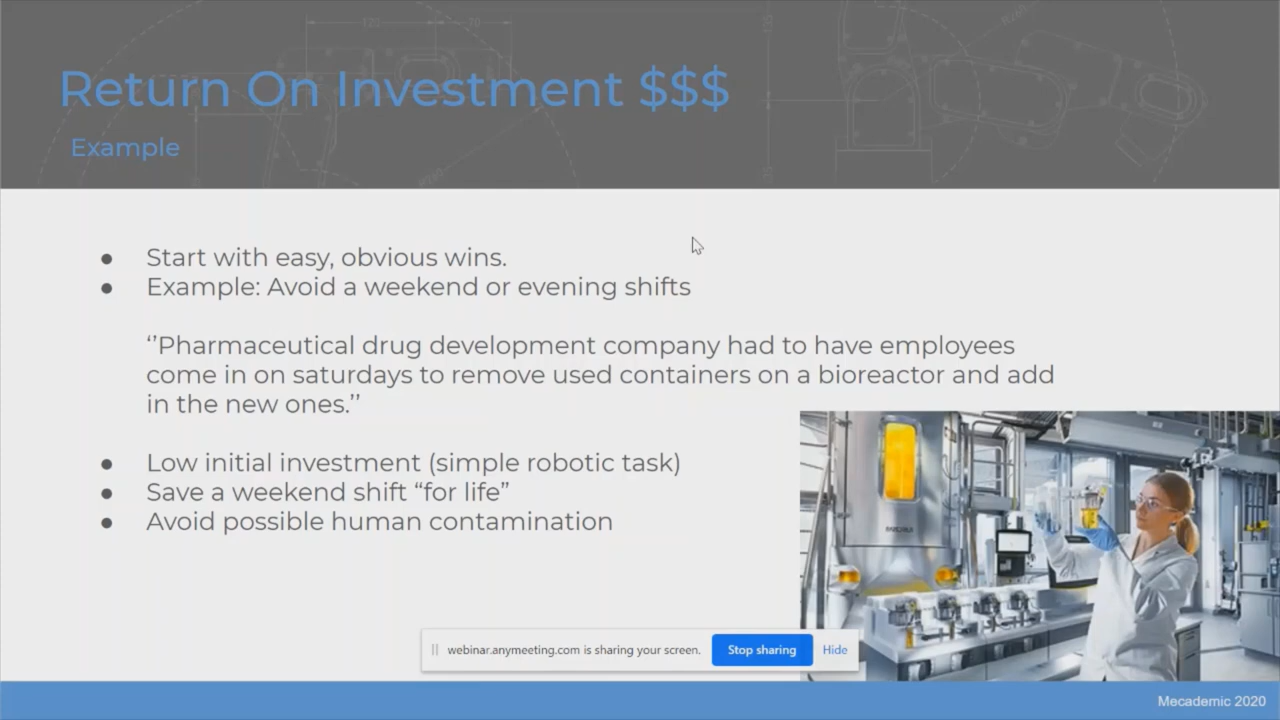 Return On Investment $$$
Example
● Start with easy, obvious wins.
● Example: Avoid a weekend or evening shifts
‘’Pharmaceutical drug development company had to have employees
come in on saturdays to remove used containers on a bioreactor and add
in the new ones.’’
● Low initial investment (simple robotic task)
● Save a weekend shift “for life”
● Avoid possible human contamination
webinar.anymeeting.com is sharing your screen. Stop sharing Hide
Mecademic 2020